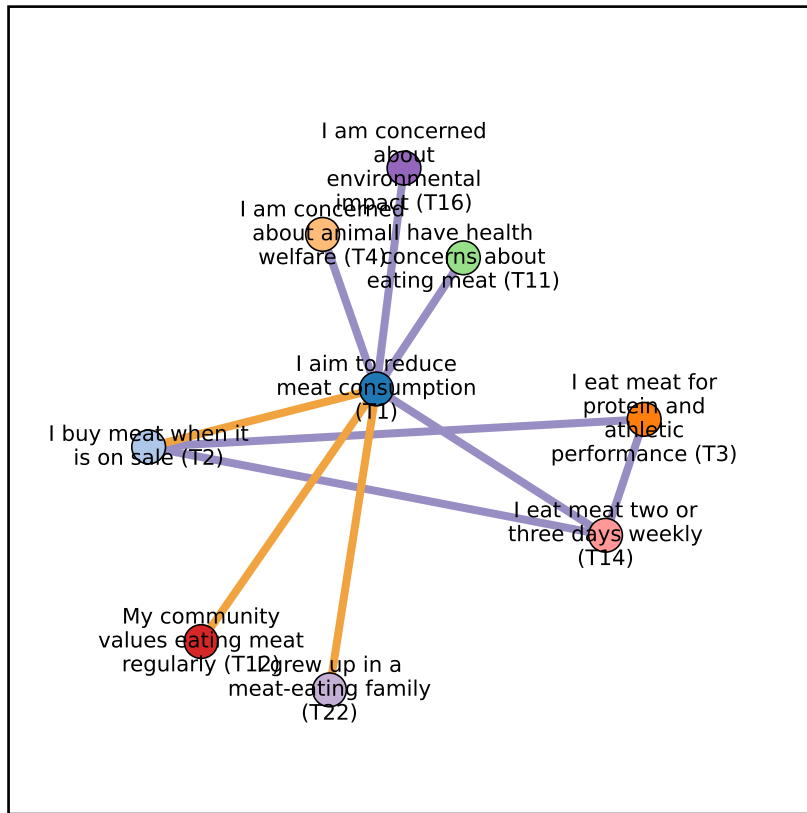 I am concerned
about
environmental
impact (T16)
I am concerned
about animal
welfare (T4)
I have health
concerns about
eating meat (T11)
I aim to reduce
meat consumption
(T1)
I eat meat for
protein and
athletic
performance (T3)
I buy meat when it
is on sale (T2)
I eat meat two or
three days weekly
(T14)
My community
values eating meat
regularly (T12)
I grew up in a
meat-eating family
(T22)